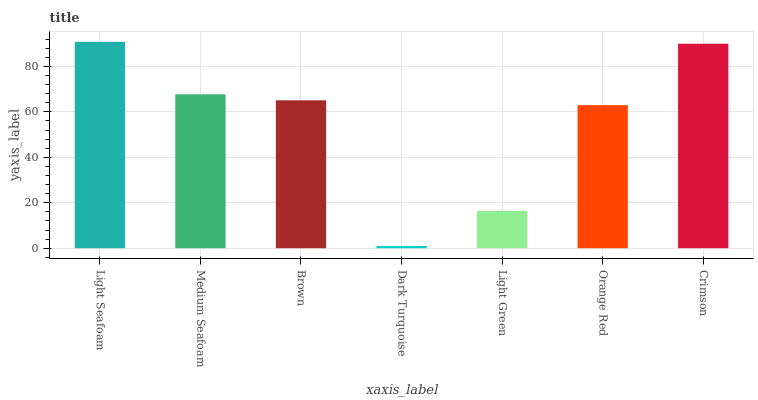 title
80
60
40
20
0
yaxis_label
Light Seafoam
Medium Seafoam
Brown
Dark Turquoise
Light Green
Orange Red
Crimson
xaxis_label